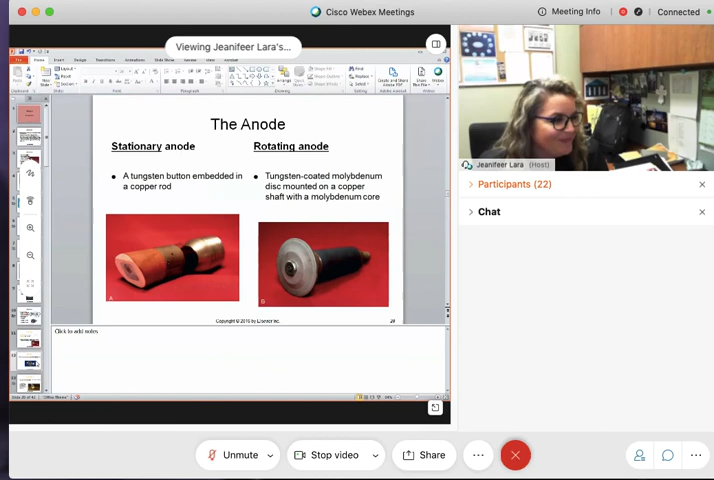 Cisco Webex Meetings
Meeting Info
Connected
Viewing Jeanifeer Lara's...
The Anode
Stationary anode
Rotating anode
• A tungsten button embedded in
a copper rod
• Tungsten-coated molybdenum
disc mounted on a copper
shaft with a molybdenum core
A
B
Copyright © 2016 by Elsevier Inc.
Click to add notes
Jeanifeer Lara (Host)
Participants (22)
Chat
Unmute
Stop video
Share